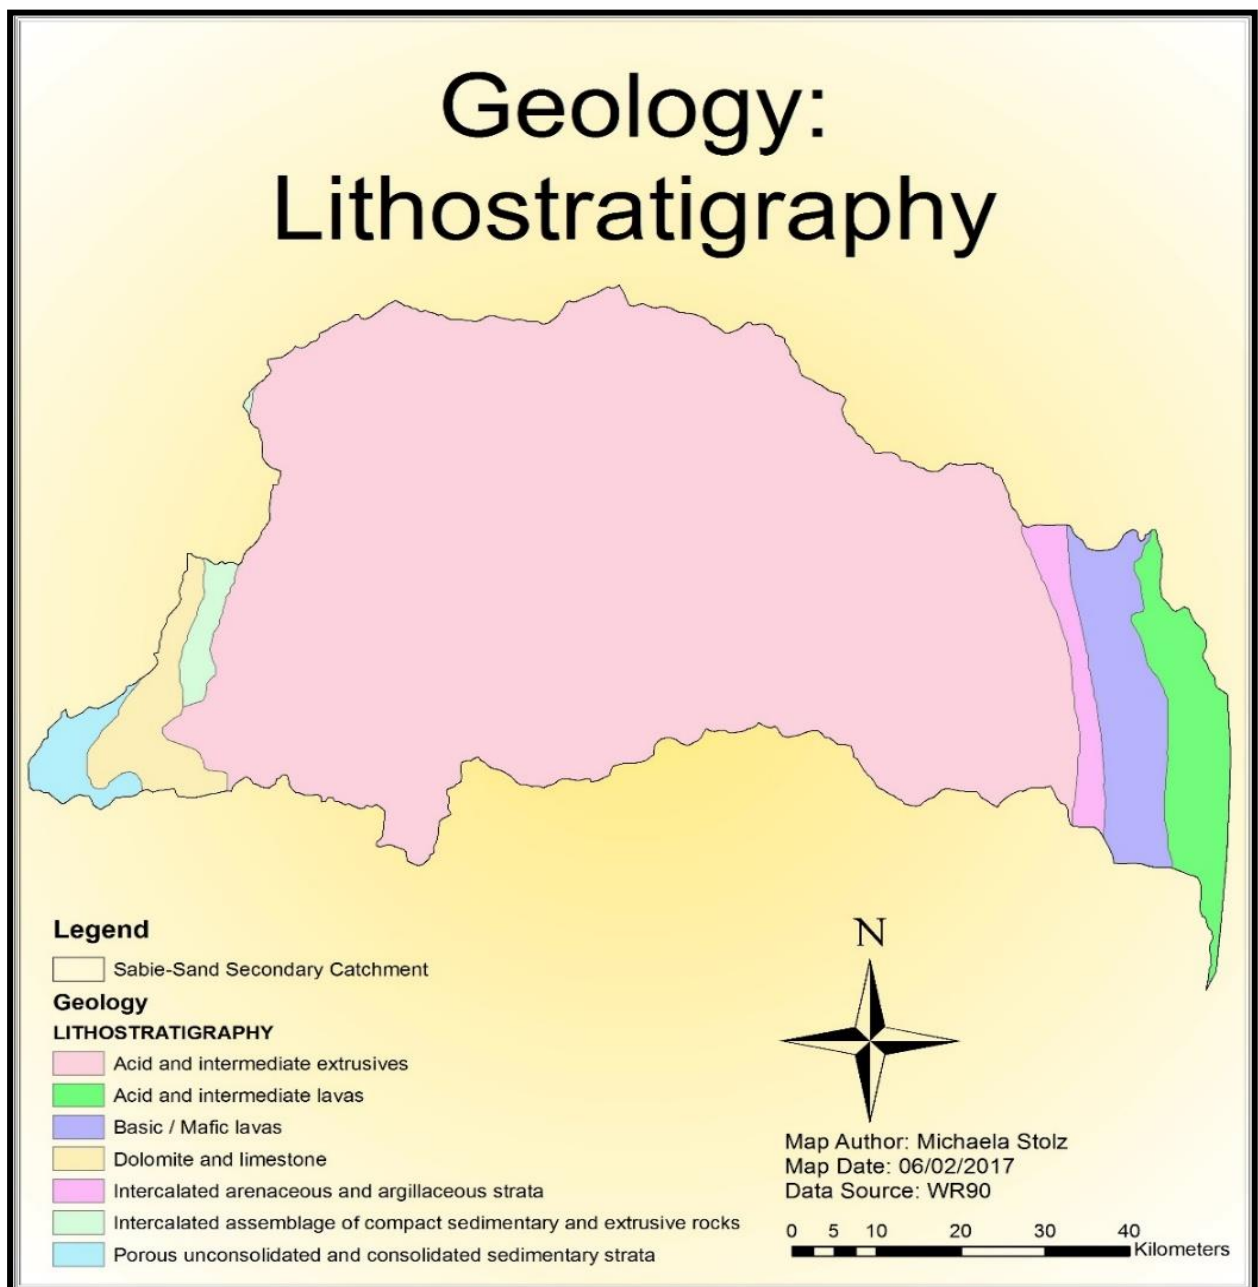 Geology:
Lithostratigraphy
Legend
Sabie-Sand Secondary Catchment
Geology
LITHOSTRATIGRAPHY
Acid and intermediate extrusives
Acid and intermediate lavas
Basic / Mafic lavas
Dolomite and limestone
Intercalated arenaceous and argillaceous strata
Intercalated assemblage of compact sedimentary and extrusive rocks
Porous unconsolidated and consolidated sedimentary strata
N
Map Author: Michaela Stolz
Map Date: 06/02/2017
Data Source: WR90
0 5 10 20 30 40
Kilometers